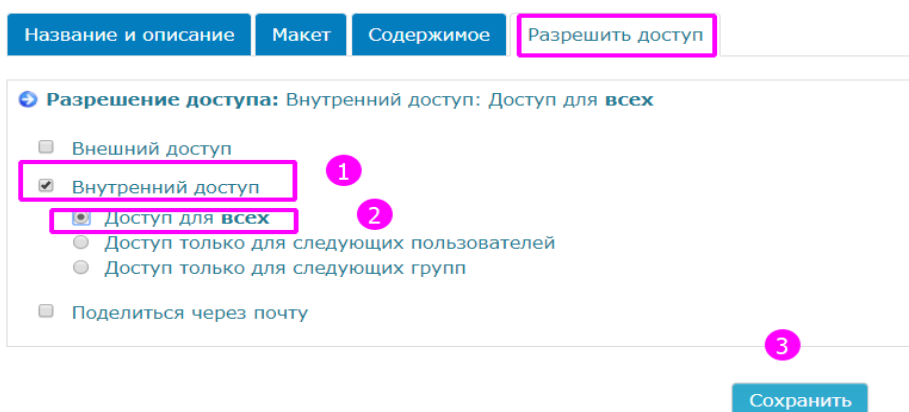 Название и описание Макет Содержимое Разрешить доступ
Разрешение доступа: Внутренний доступ: Доступ для всех
Внешний доступ
1
Внутренний доступ
Доступ для всех 2
Доступ только для следующих пользователей
Доступ только для следующих групп
Поделиться через почту
3
Сохранить